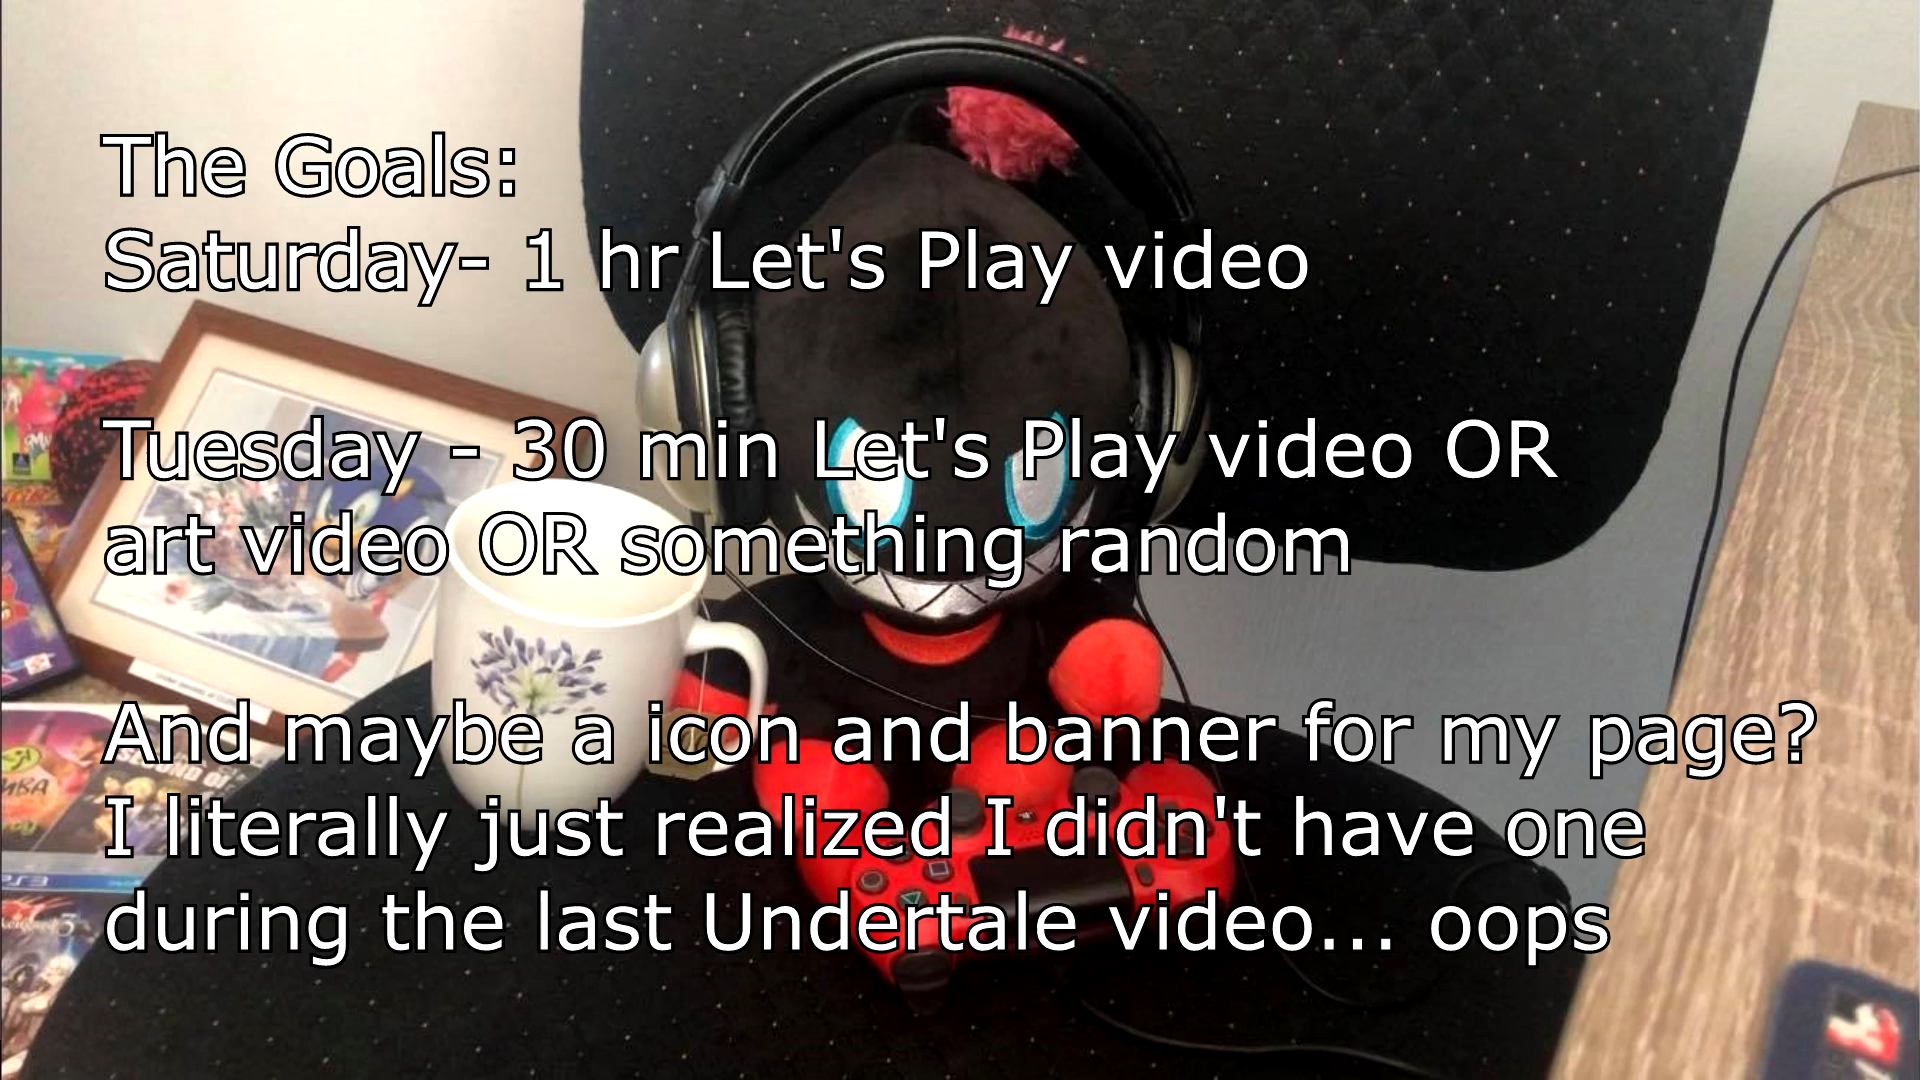 The Goals:
Saturday- 1 hr Let's Play video
Tuesday - 30 min Let's Play video OR
art video OR something random
And maybe a icon and banner for my page?
I literally just realized I didn't have one
during the last Undertale video... oops